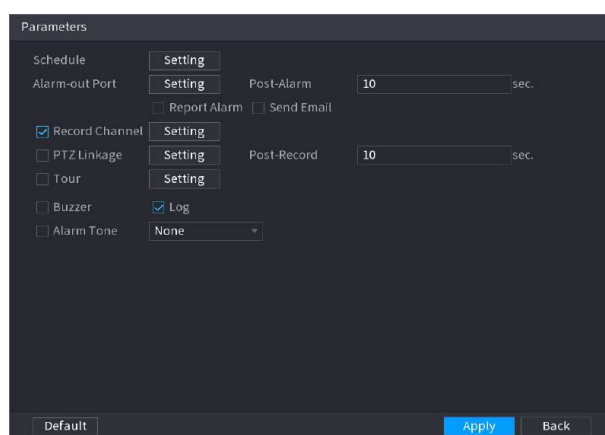 Parameters
Schedule Setting
Alarm-out Port Setting Post-Alarm 10 sec.
Report Alarm Send Email
Record Channel Setting
PTZ Linkage Setting Post-Record 10 sec.
Tour Setting
Buzzer Log
Alarm Tone None
Default Apply Back